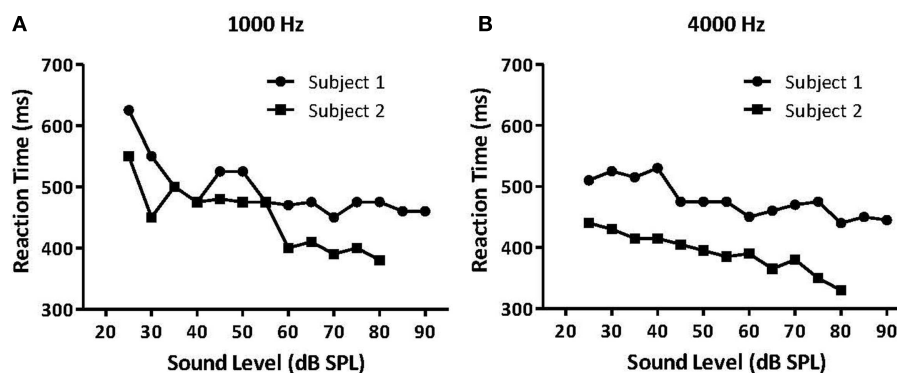 A
1000 Hz
700
600
500
400
300
Reaction Time (ms)
Subject 1
Subject 2
20 30 40 50 60 70 80 90
Sound Level (dB SPL)
B
4000 Hz
700
600
500
400
300
Reaction Time (ms)
Subject 1
Subject 2
20 30 40 50 60 70 80 90
Sound Level (dB SPL)